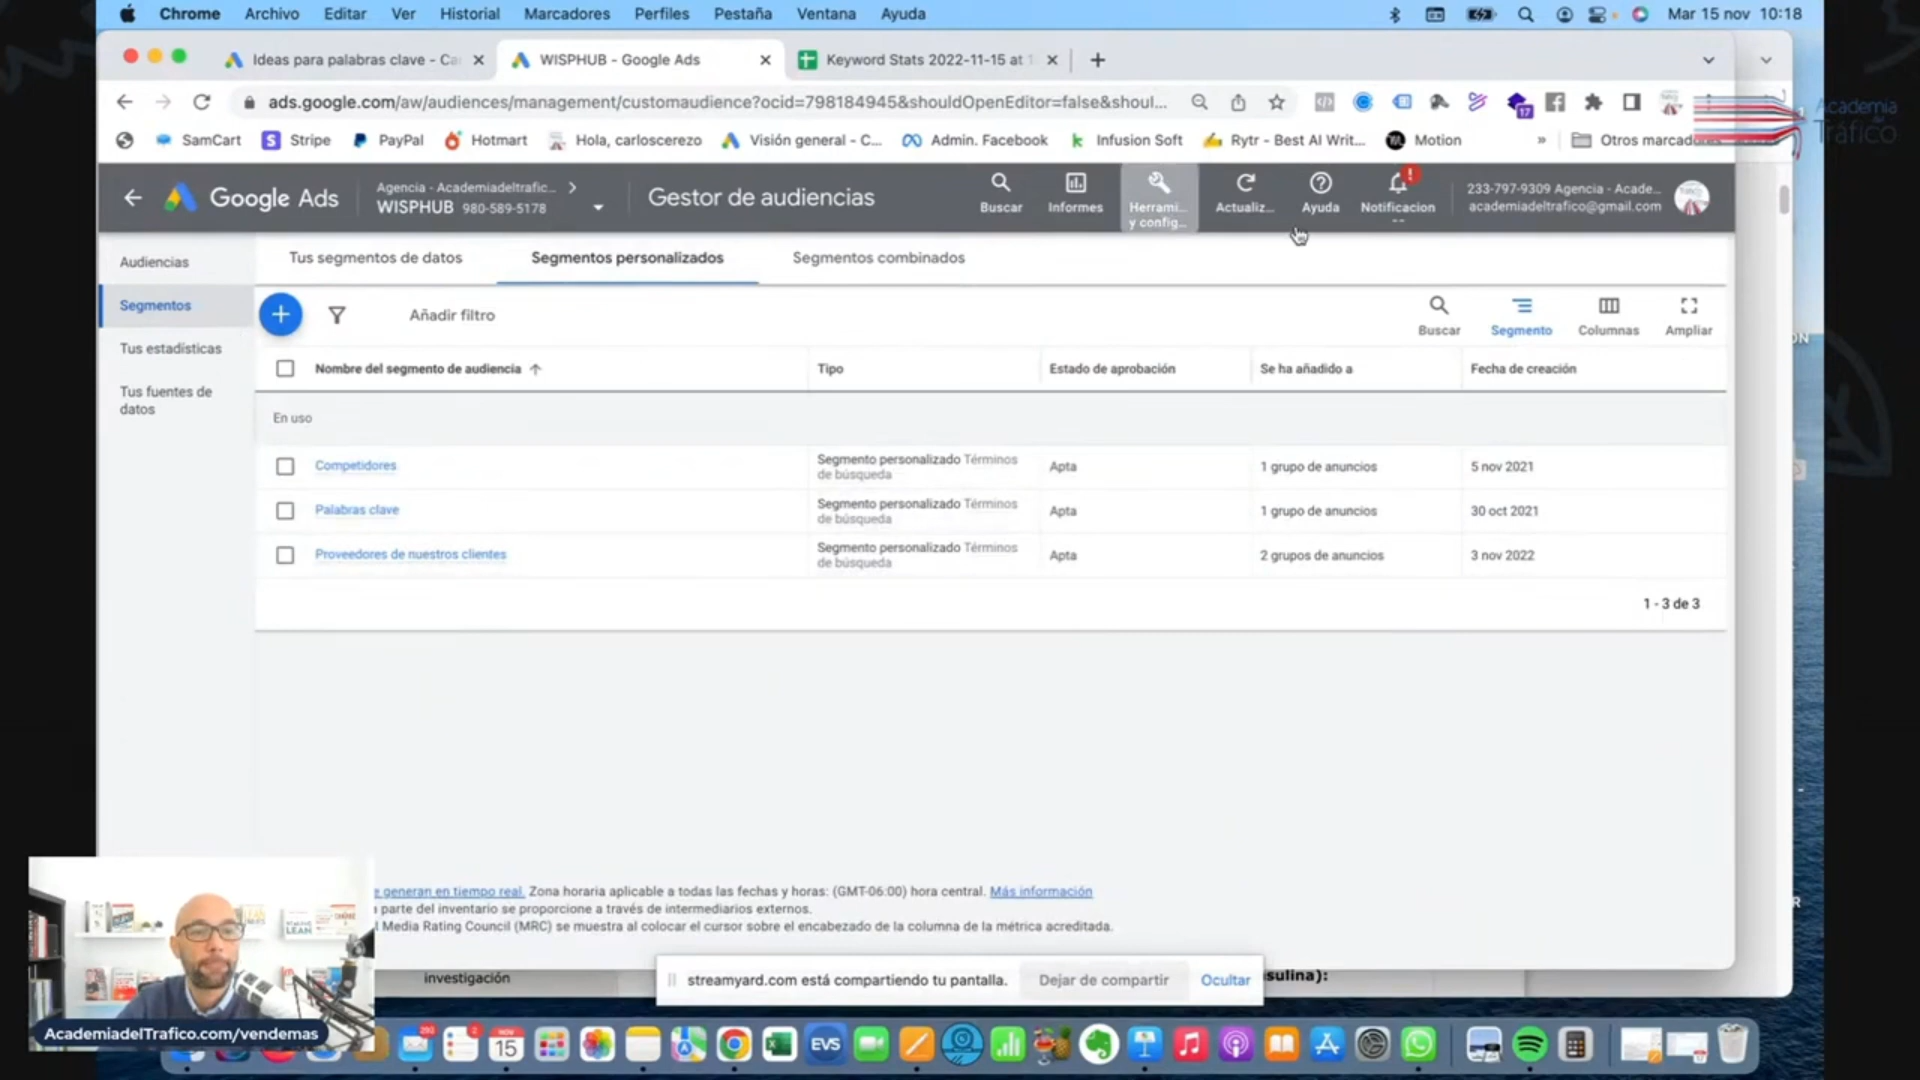 Chrome Archivo Editar Ver Historial Marcadores Perfiles Pestaña Ventana Ayuda
Mar 15 nov 10:18
Ideas para palabras clave - Ca
WISPHUB - Google Ads
Keyword Stats 2022-11-15 at
ads.google.com/aw/audiences/management/customaudience?ocid=798184945&shouldOpenEditor=false&shoul...
SamCart
Stripe
PayPal
Hotmart
Hola, carloscerezo
Visión general - C...
Admin. Facebook
Infusion Soft
Rytr - Best AI Writ...
Motion
»
Otros marcadores
Academia
Tráfico
Google Ads
Agencia - Academiadeltrafic...
WISPHUB 980-589-5178
Gestor de audiencias
Buscar
Informes
Herrami...
y config...
Actualiz...
Ayuda
Notificacion
233-797-9309 Agencia - Acade...
academiadeltrafico@gmail.com
Audiencias
Segmentos
Tus estadísticas
Tus fuentes de
datos
Tus segmentos de datos
Segmentos personalizados
Segmentos combinados
Añadir filtro
Buscar
Segmento
Columnas
Ampliar
Nombre del segmento de audiencia
Tipo
Estado de aprobación
Se ha añadido a
Fecha de creación
En uso
Competidores
Segmento personalizado Términos
de búsqueda
Apta
1 grupo de anuncios
5 nov 2021
Palabras clave
Segmento personalizado Términos
de búsqueda
Apta
1 grupo de anuncios
30 oct 2021
Proveedores de nuestros clientes
Segmento personalizado Términos
de búsqueda
Apta
2 grupos de anuncios
3 nov 2022
1 - 3 de 3
e generan en tiempo real. Zona horaria aplicable a todas las fechas y horas: (GMT-06:00) hora central. Más información
parte del inventario se proporcione a través de intermediarios externos.
l Media Rating Council (MRC) se muestra al colocar el cursor sobre el encabezado de la columna de la métrica acreditada.
investigación
streamyard.com está compartiendo tu pantalla.
Dejar de compartir
Ocultar
sulina):
AcademiadelTrafico.com/vendemas
NOV
15
EVS